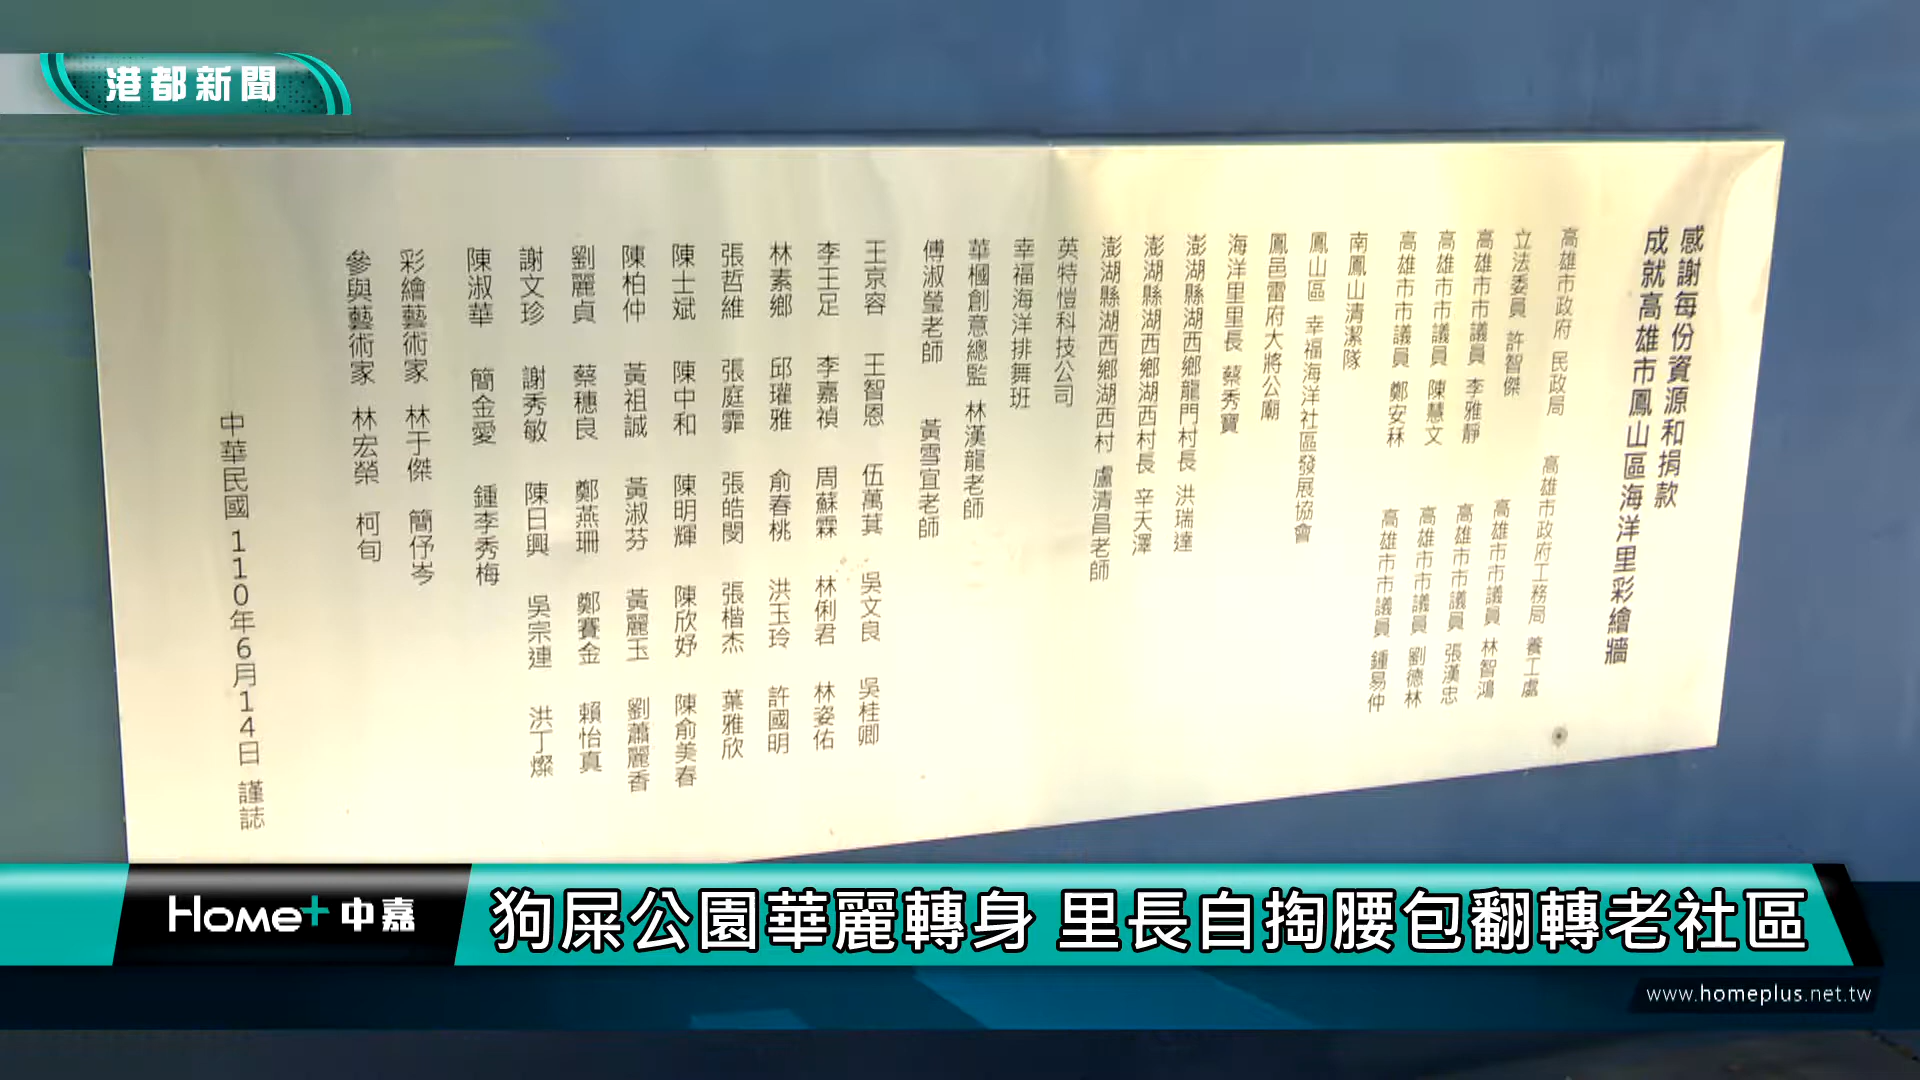 港都新聞
感謝每份資源和捐款
成就高雄市鳳山區海洋里彩繪牆
高雄市政府 民政局 高雄市政府工務局 養工處
立法委員 許智傑
高雄市市議員 李雅靜 高雄市市議員 林智鴻
高雄市市議員 陳慧文 高雄市市議員 張漢忠
高雄市市議員 鄭安秝 高雄市市議員 劉德林
高雄市市議員 鍾易仲
南鳳山清潔隊
鳳山區 幸福海洋社區發展協會
鳳邑雷府大將公廟
海洋里里長 蔡秀寶
澎湖縣湖西鄉龍門村長 洪瑞達
澎湖縣湖西鄉湖西村長 辛天澤
澎湖縣湖西鄉湖西村 盧清昌老師
英特愷科技公司
幸福海洋排舞班
華槶創意總監 林漢龍老師
傅淑瑩老師 黃雪宜老師
王京容 王智恩 伍萬萁 吳文良 吳桂卿
李王足 李嘉禎 周蘇霖 林俐君 林姿佑
林素鄉 邱瓘雅 俞春桃 洪玉玲 許國明
張哲維 張庭霏 張皓閔 張楷杰 葉雅欣
陳士斌 陳中和 陳明輝 陳欣妤 陳俞美春
陳柏仲 黃祖誠 黃淑芬 黃麗玉 劉蕭麗香
劉麗貞 蔡穗良 鄭燕珊 鄭賽金 賴怡真
謝文珍 謝秀敏 陳日興 吳宗連 洪丁燦
陳淑華 簡金愛 鍾李秀梅
彩繪藝術家 林于傑 簡伃岑
參與藝術家 林宏榮 柯旬
中華民國110年6月14日 謹誌
Home+中嘉
狗屎公園華麗轉身 里長自掏腰包翻轉老社區
www.homeplus.net.tw